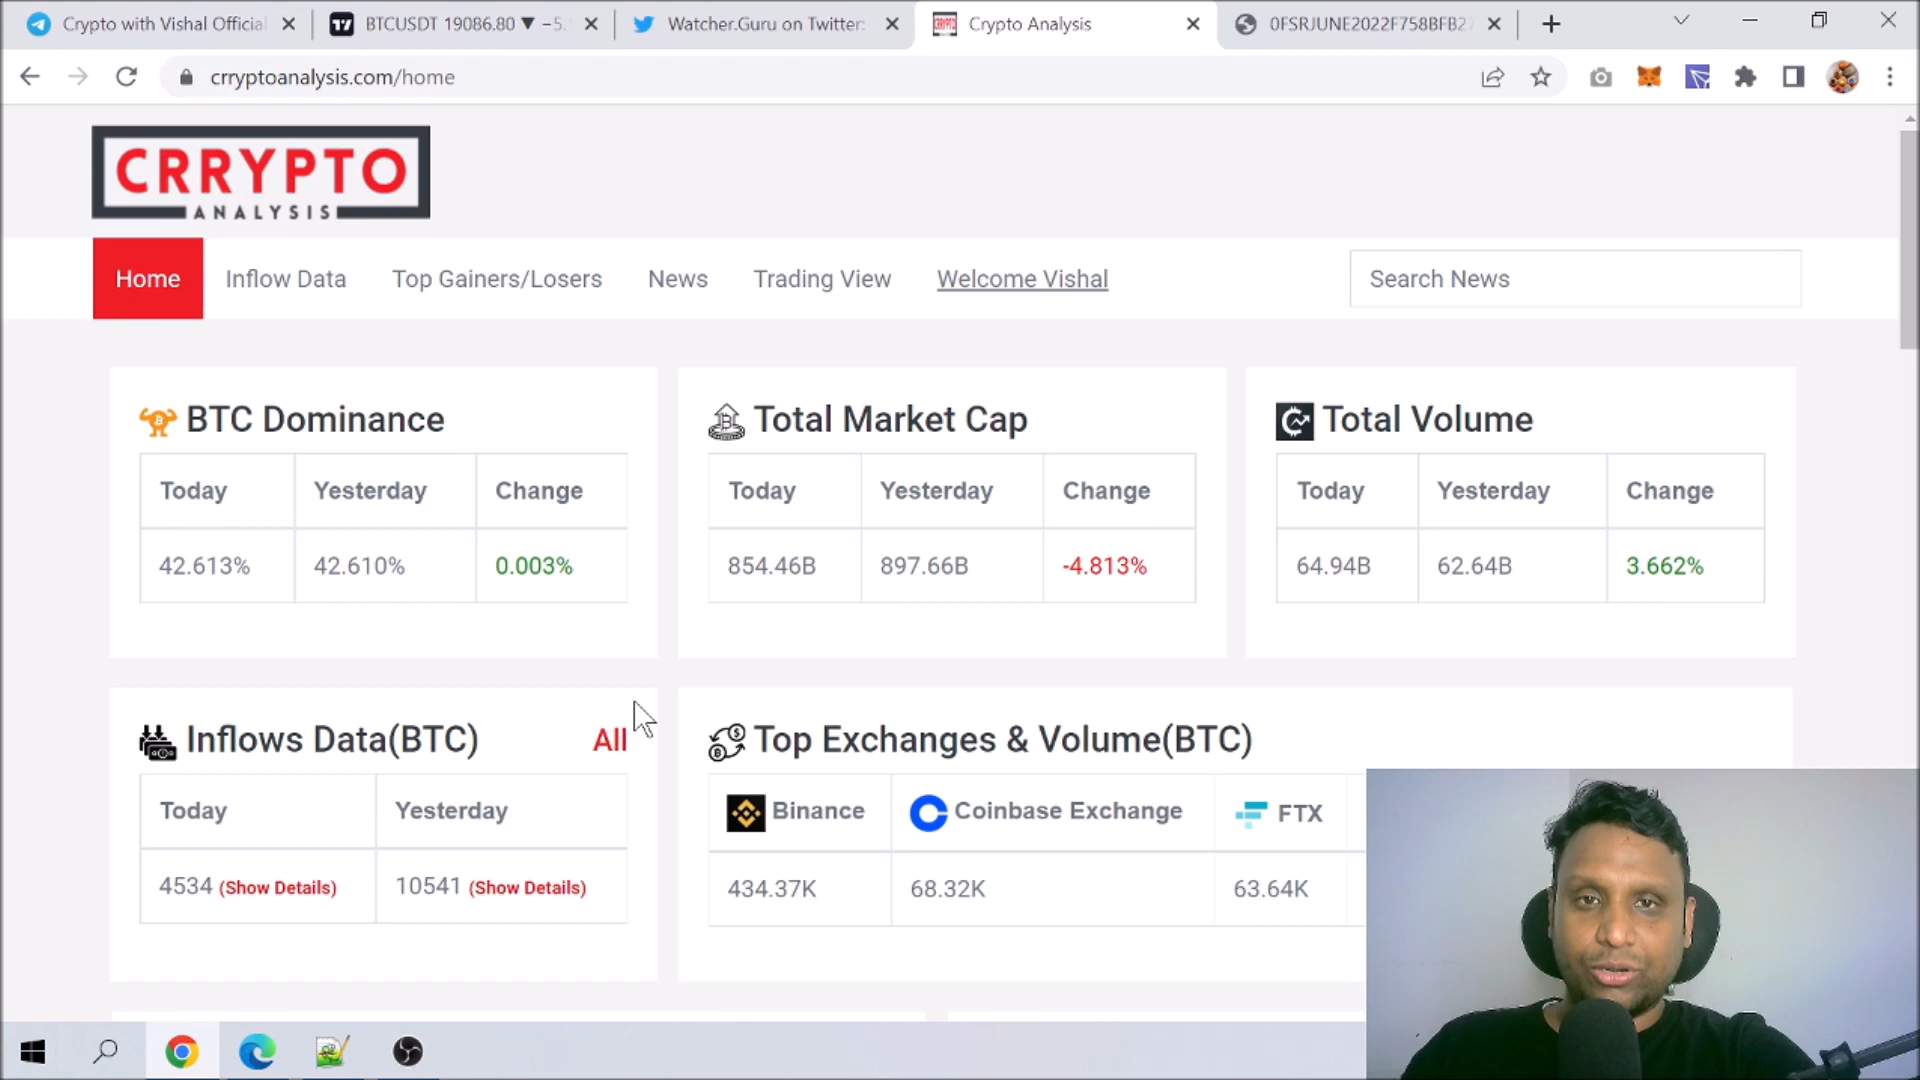 Crypto with Vishal Official
BTCUSDT 19086.80 ▼ −5.
Watcher.Guru on Twitter:
Crypto Analysis
0FSRJUNE2022F758BFB27
crryptoanalysis.com/home
CRRYPTO
ANALYSIS
Home
Inflow Data
Top Gainers/Losers
News
Trading View
Welcome Vishal
Search News
BTC Dominance
Today Yesterday Change
42.613% 42.610% 0.003%
Total Market Cap
Today Yesterday Change
854.46B 897.66B -4.813%
Total Volume
Today Yesterday Change
64.94B 62.64B 3.662%
Inflows Data(BTC) All
Today Yesterday
4534 (Show Details) 10541 (Show Details)
Top Exchanges & Volume(BTC)
Binance Coinbase Exchange FTX
434.37K 68.32K 63.64K